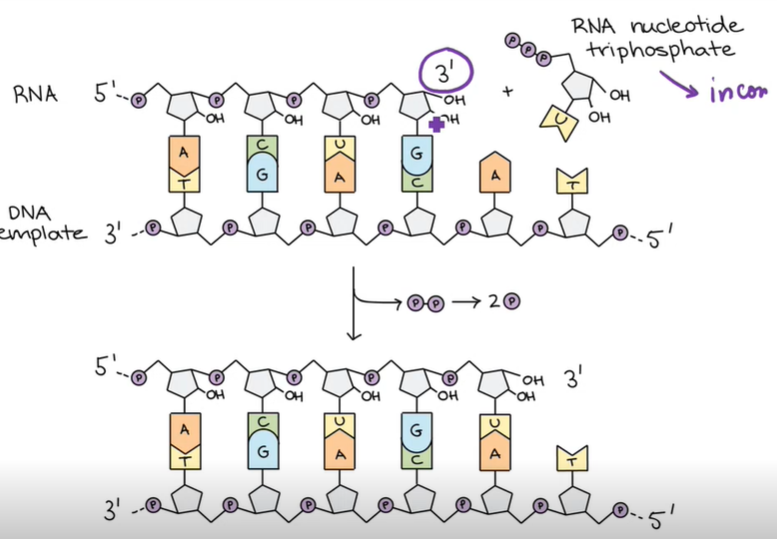 RNA nucleotide
triphosphate
incom
P P P
3'
RNA 5' P P P P OH
+
OH OH OH OH
U OH
A C U G
T G A C A T
DNA
emplate 3' P P P P P P P 5'
P P → 2 P
5' P P P P P OH 3'
OH OH OH OH OH
A C U G U
T G A C A T
3' P P P P P P P 5'